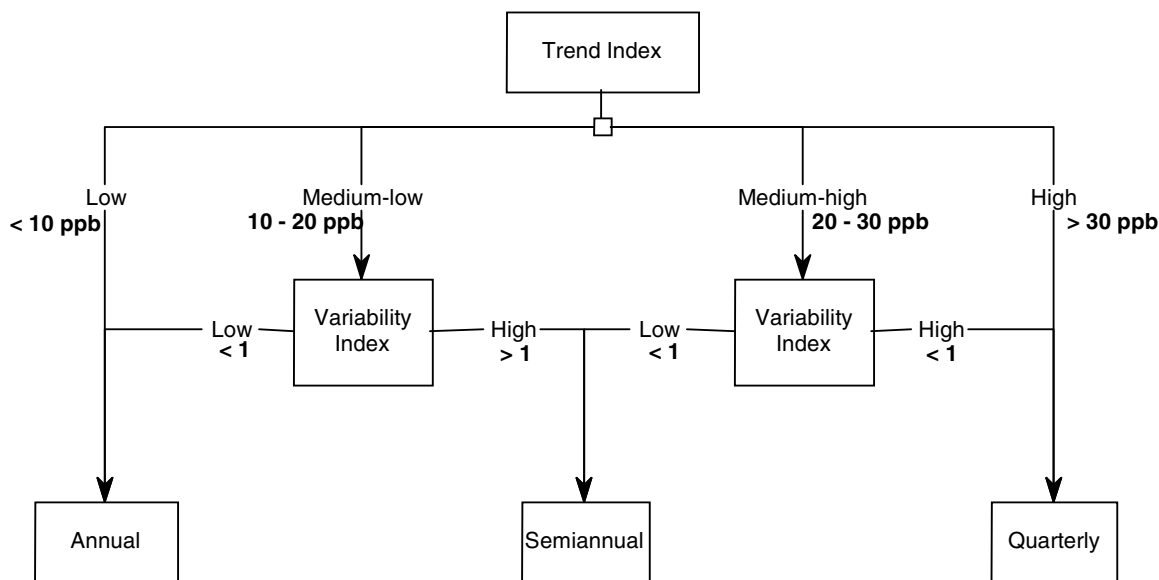 Trend Index
Low
< 10 ppb
Medium-low
10 - 20 ppb
Medium-high
20 - 30 ppb
High
> 30 ppb
Low
< 1
Variability
Index
High
> 1
Low
< 1
Variability
Index
High
< 1
Annual
Semiannual
Quarterly